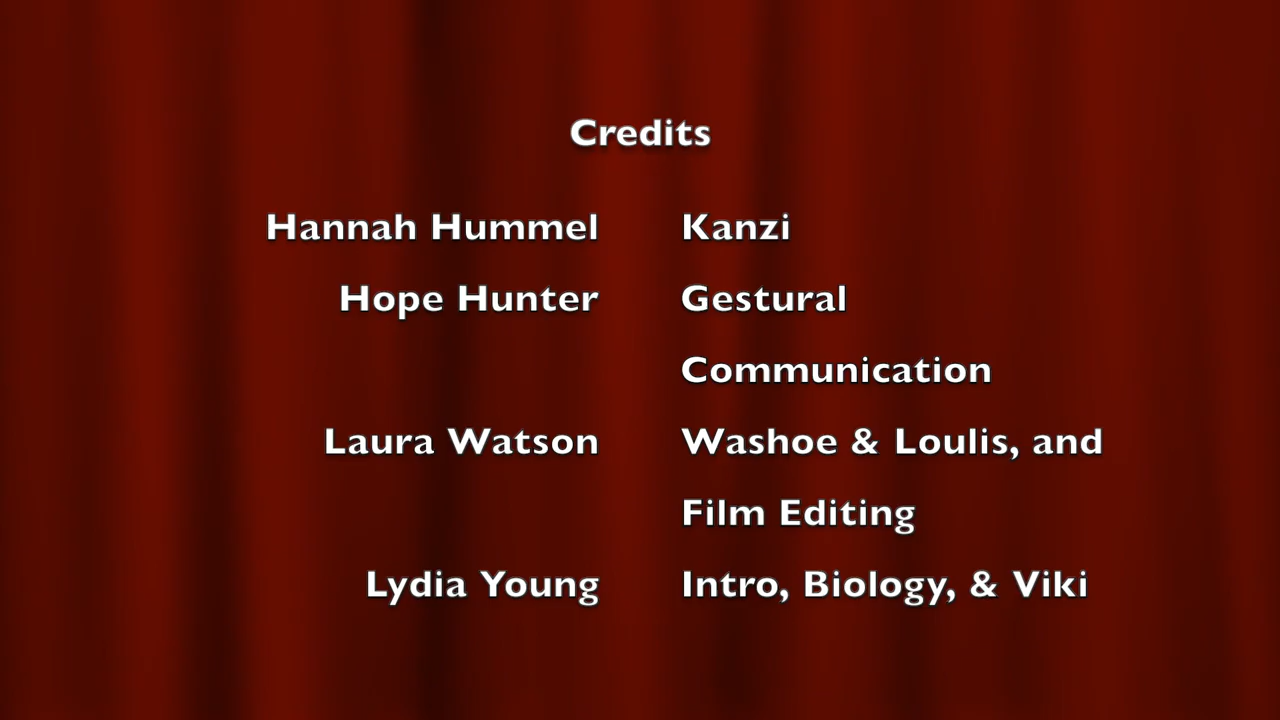 Credits
Hannah Hummel Kanzi
Hope Hunter Gestural
Communication
Laura Watson Washoe & Loulis, and
Film Editing
Lydia Young Intro, Biology, & Viki